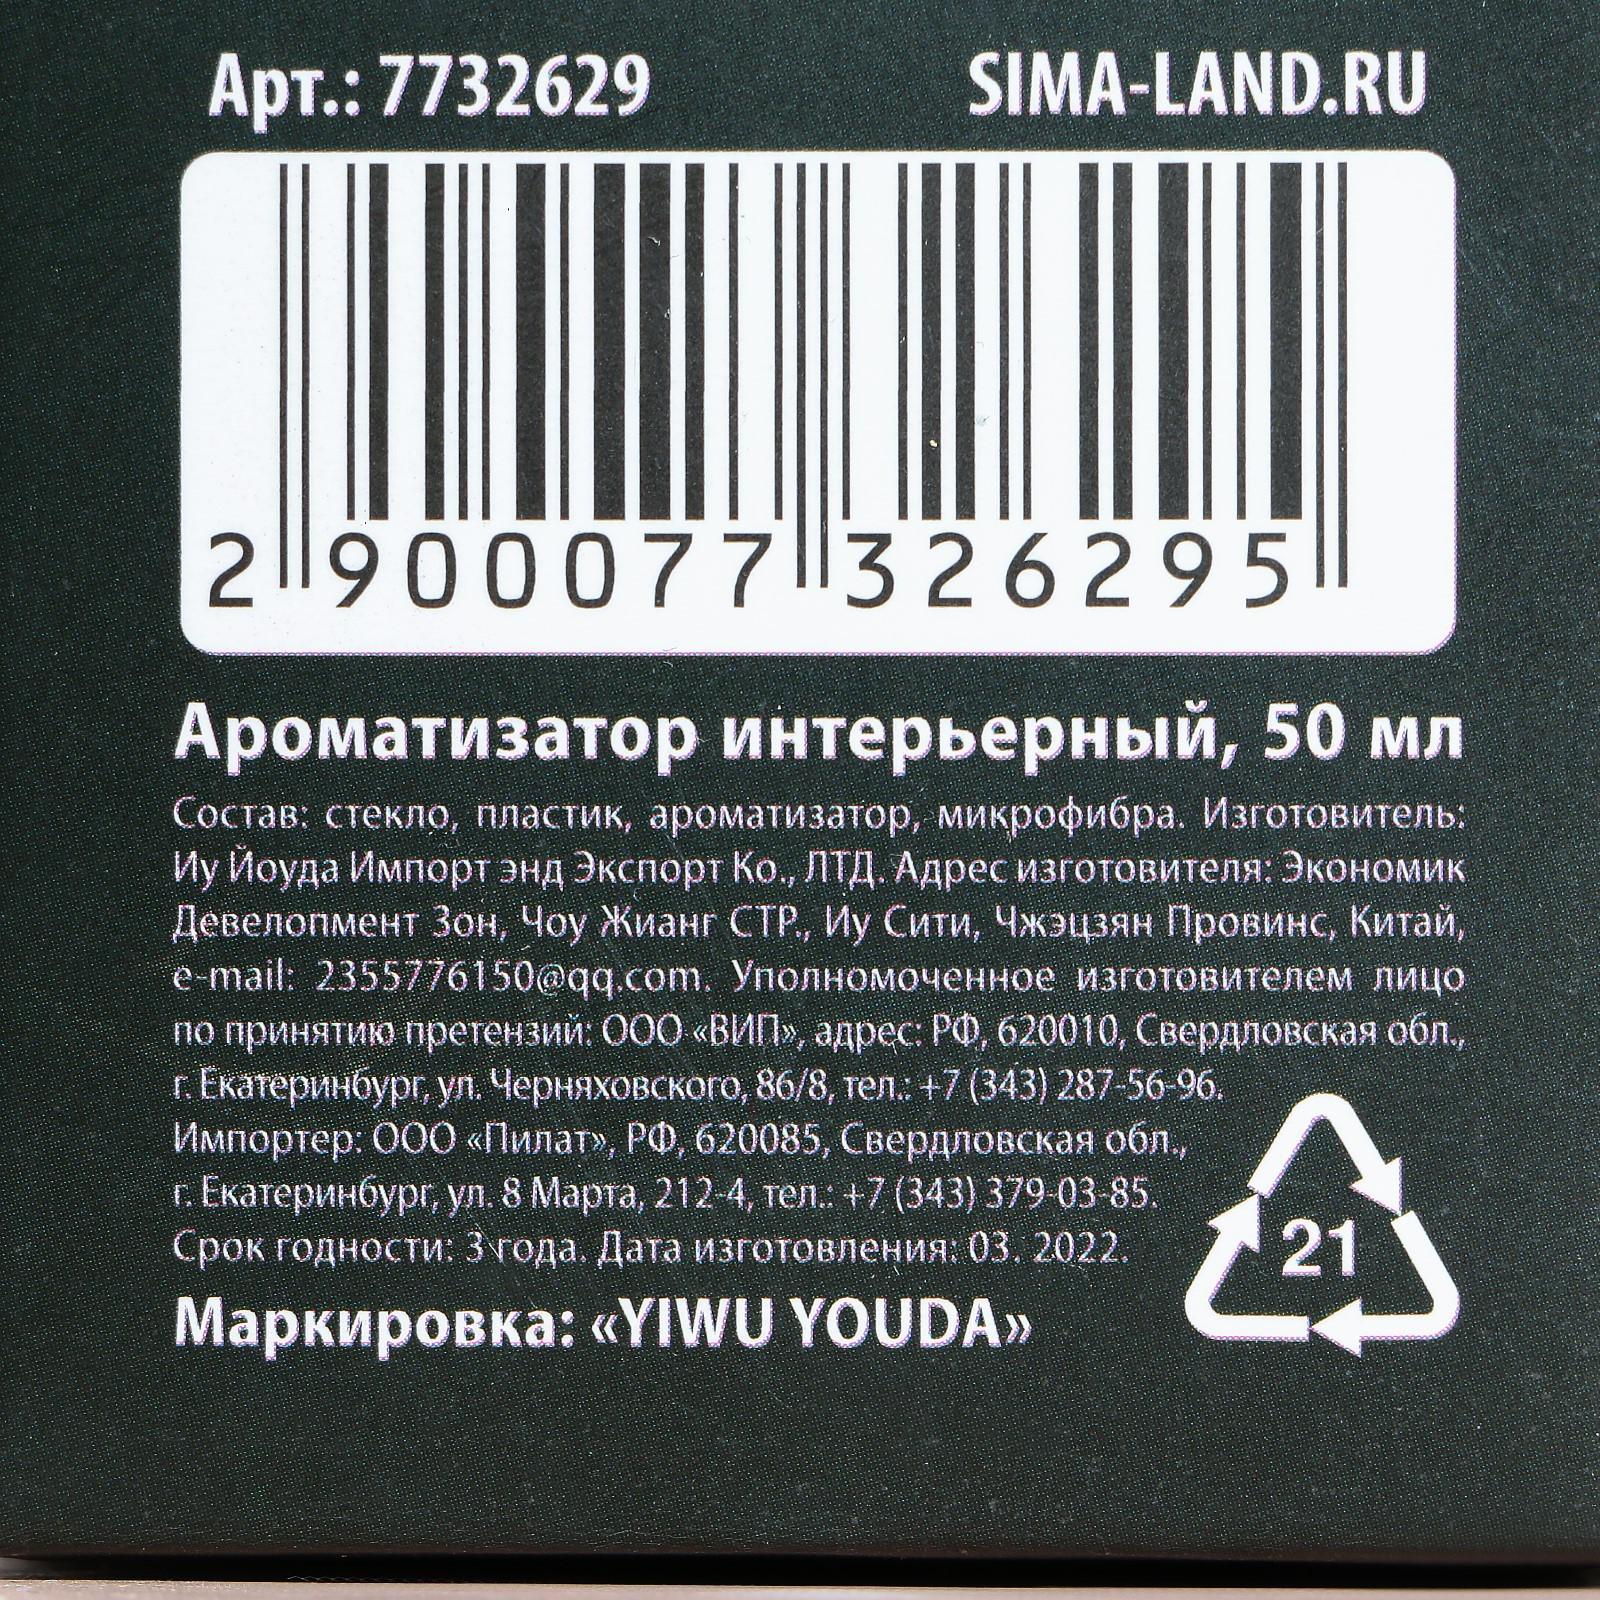 Арт.: 7732629
SIMA-LAND.RU
2 900077 326295
Ароматизатор интерьерный, 50 мл
Состав: стекло, пластик, ароматизатор, микрофибра. Изготовитель:
Иу Йоуда Импорт энд Экспорт Ко., ЛТД. Адрес изготовителя: Экономик
Девелопмент Зон, Чоу Жианг СТР., Иу Сити, Чжэцзян Провинс, Китай,
e-mail: 2355776150@qq.com. Уполномоченное изготовителем лицо
по принятию претензий: ООО «ВИП», адрес: РФ, 620010, Свердловская обл.,
г. Екатеринбург, ул. Черняховского, 86/8, тел.: +7 (343) 287-56-96.
Импортер: ООО «Пилат», РФ, 620085, Свердловская обл.,
г. Екатеринбург, ул. 8 Марта, 212-4, тел.: +7 (343) 379-03-85.
Срок годности: 3 года. Дата изготовления: 03. 2022.
21
Маркировка: «YIWU YOUDA»